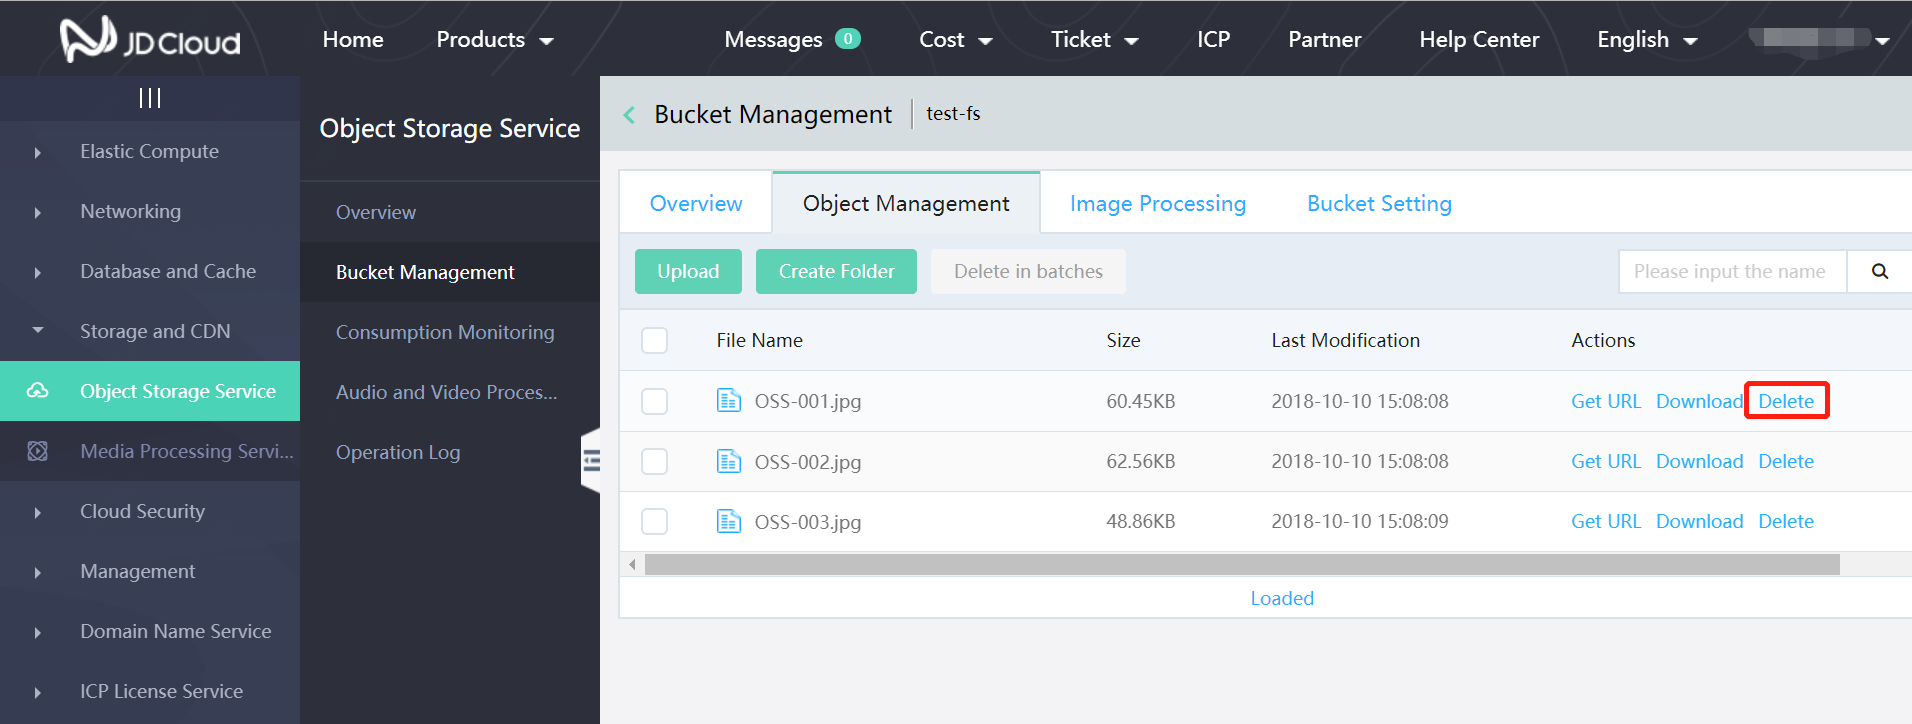 JD Cloud Home Products Messages 0 Cost Ticket ICP Partner Help Center English
Elastic Compute
Networking
Database and Cache
Storage and CDN
Object Storage Service
Media Processing Servi...
Cloud Security
Management
Domain Name Service
ICP License Service
Object Storage Service
Overview
Bucket Management
Consumption Monitoring
Audio and Video Proces...
Operation Log
Bucket Management test-fs
Overview Object Management Image Processing Bucket Setting
Upload Create Folder Delete in batches Please input the name
File Name Size Last Modification Actions
OSS-001.jpg 60.45KB 2018-10-10 15:08:08 Get URL Download Delete
OSS-002.jpg 62.56KB 2018-10-10 15:08:08 Get URL Download Delete
OSS-003.jpg 48.86KB 2018-10-10 15:08:09 Get URL Download Delete
Loaded